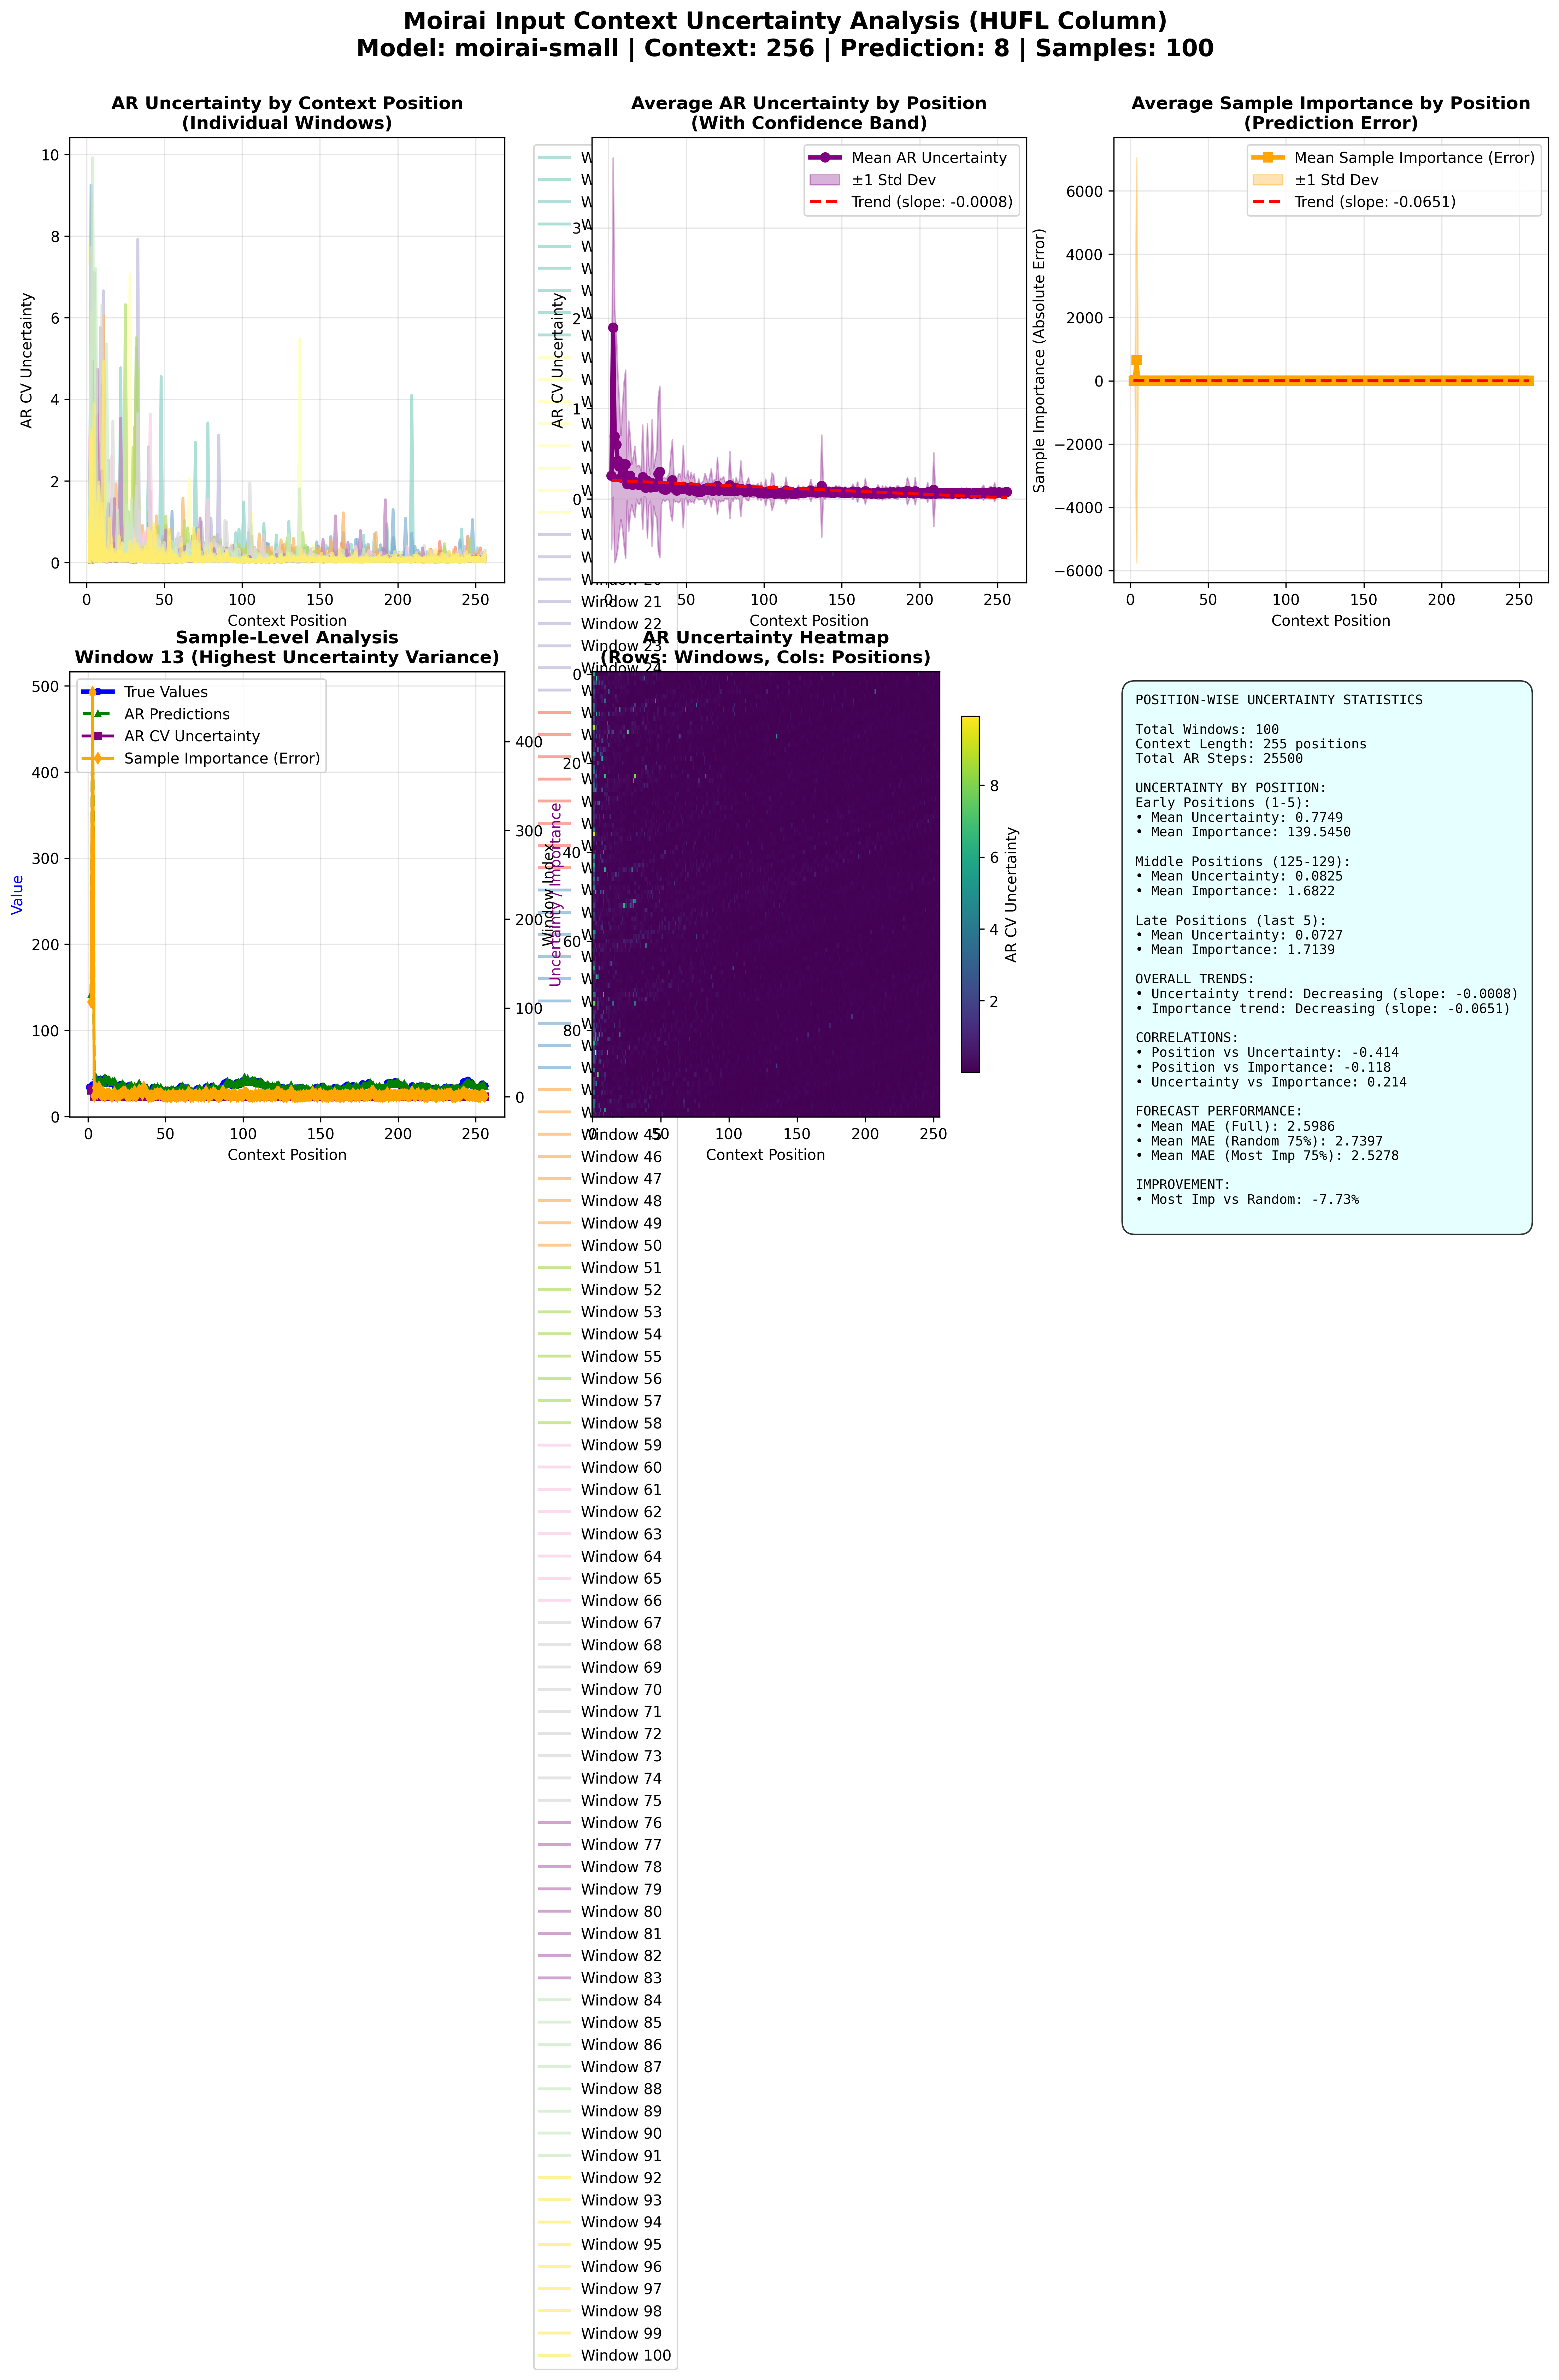 Moirai Input Context Uncertainty Analysis (HUFL Column)
Model: moirai-small | Context: 256 | Prediction: 8 | Samples: 100
AR Uncertainty by Context Position
(Individual Windows)
AR CV Uncertainty
10
8
6
4
2
0
0 50 100 150 200 250
Context Position
Average AR Uncertainty by Position
(With Confidence Band)
Mean AR Uncertainty
±1 Std Dev
Trend (slope: -0.0008)
AR CV Uncertainty
3
2
1
0
0 50 100 150 200 250
Context Position
Average Sample Importance by Position
(Prediction Error)
Mean Sample Importance (Error)
±1 Std Dev
Trend (slope: -0.0651)
Sample Importance (Absolute Error)
6000
4000
2000
0
−2000
−4000
−6000
0 50 100 150 200 250
Context Position
Sample-Level Analysis
Window 13 (Highest Uncertainty Variance)
True Values
AR Predictions
AR CV Uncertainty
Sample Importance (Error)
Value
500
400
300
200
100
0
400
300
200
100
0
Uncertainty / Importance
0 50 100 150 200 250
Context Position
AR Uncertainty Heatmap
(Rows: Windows, Cols: Positions)
Window Index
0
20
40
60
80
0 50 100 150 200 250
Context Position
8
6
4
2
AR CV Uncertainty
POSITION-WISE UNCERTAINTY STATISTICS
Total Windows: 100
Context Length: 255 positions
Total AR Steps: 25500
UNCERTAINTY BY POSITION:
Early Positions (1-5):
• Mean Uncertainty: 0.7749
• Mean Importance: 139.5450
Middle Positions (125-129):
• Mean Uncertainty: 0.0825
• Mean Importance: 1.6822
Late Positions (last 5):
• Mean Uncertainty: 0.0727
• Mean Importance: 1.7139
OVERALL TRENDS:
• Uncertainty trend: Decreasing (slope: -0.0008)
• Importance trend: Decreasing (slope: -0.0651)
CORRELATIONS:
• Position vs Uncertainty: -0.414
• Position vs Importance: -0.118
• Uncertainty vs Importance: 0.214
FORECAST PERFORMANCE:
• Mean MAE (Full): 2.5986
• Mean MAE (Random 75%): 2.7397
• Mean MAE (Most Imp 75%): 2.5278
IMPROVEMENT:
• Most Imp vs Random: -7.73%
Window 21
Window 22
Window 23
Window 24
Window 45
Window 46
Window 47
Window 48
Window 49
Window 50
Window 51
Window 52
Window 53
Window 54
Window 55
Window 56
Window 57
Window 58
Window 59
Window 60
Window 61
Window 62
Window 63
Window 64
Window 65
Window 66
Window 67
Window 68
Window 69
Window 70
Window 71
Window 72
Window 73
Window 74
Window 75
Window 76
Window 77
Window 78
Window 79
Window 80
Window 81
Window 82
Window 83
Window 84
Window 85
Window 86
Window 87
Window 88
Window 89
Window 90
Window 91
Window 92
Window 93
Window 94
Window 95
Window 96
Window 97
Window 98
Window 99
Window 100